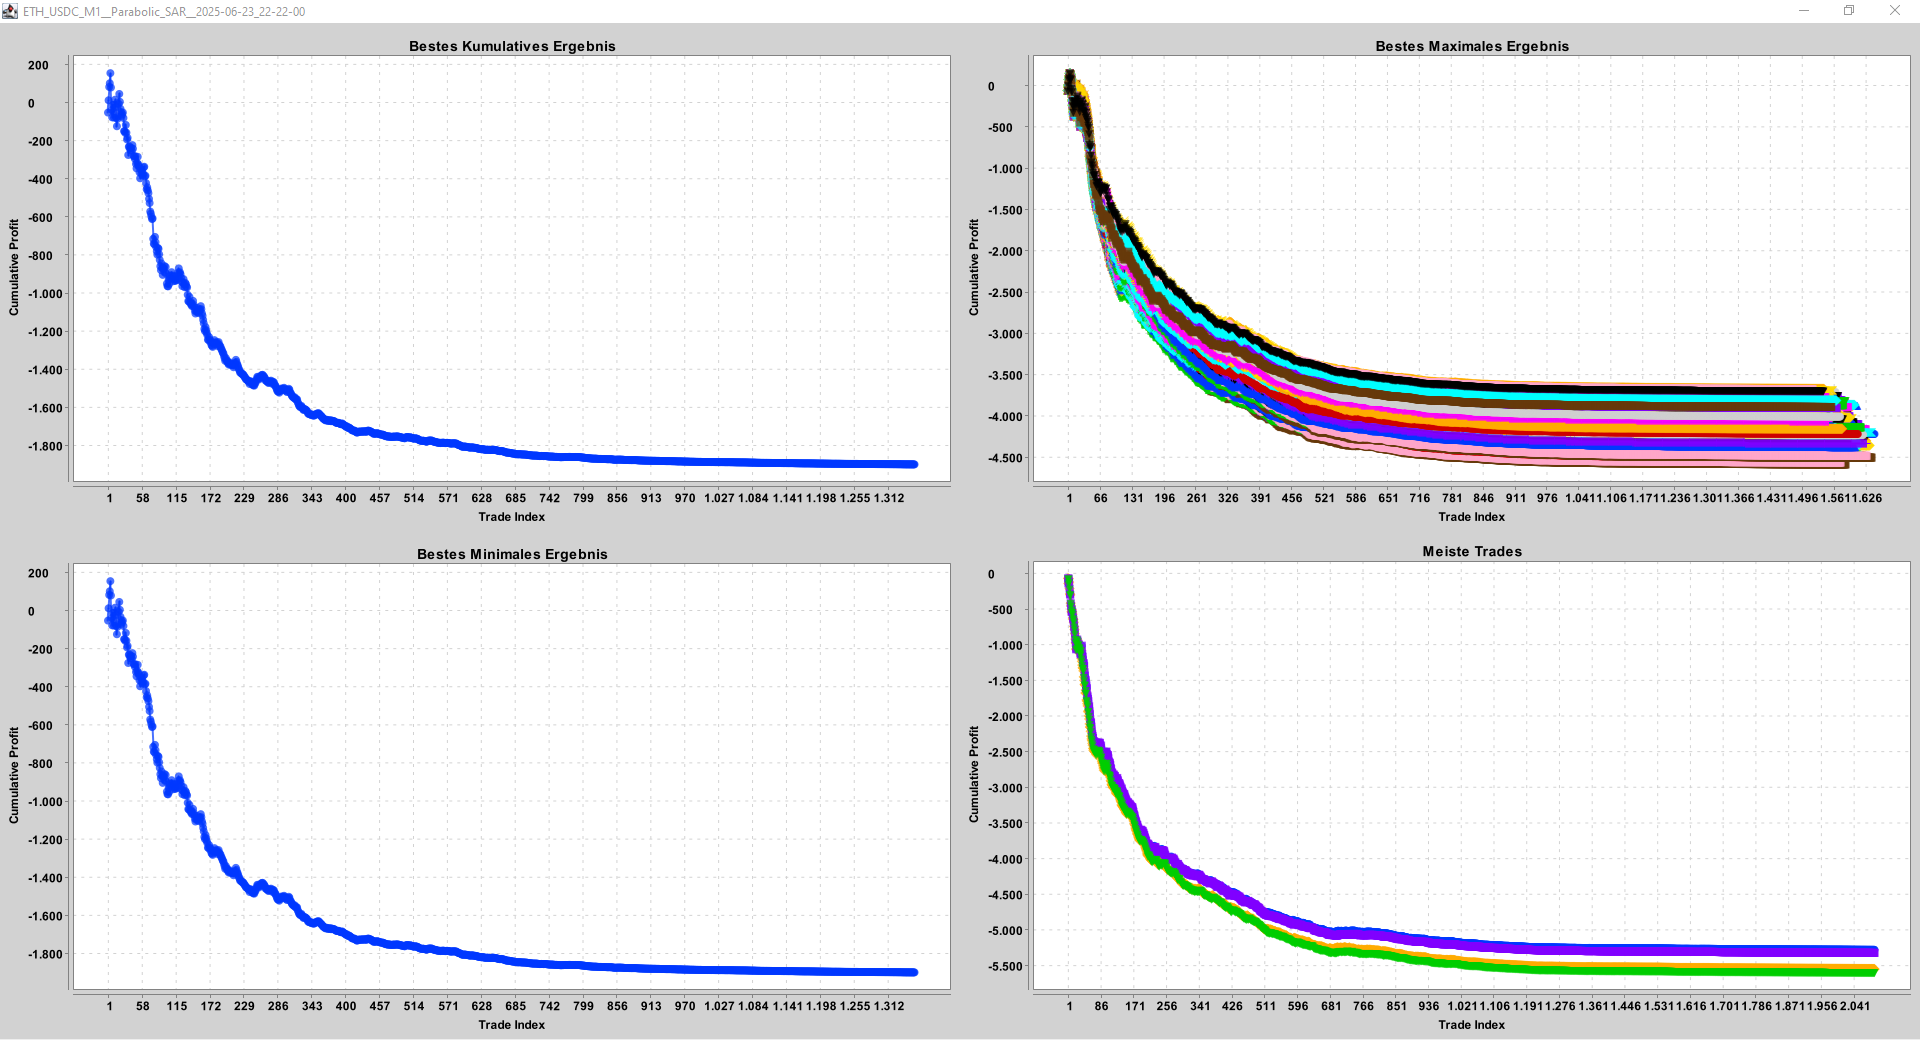 ETH_USDC_M1__Parabolic_SAR__2025-06-23_22-22-00
Bestes Kumulatives Ergebnis
Cumulative Profit
200
0
-200
-400
-600
-800
-1.000
-1.200
-1.400
-1.600
-1.800
1 58 115 172 229 286 343 400 457 514 571 628 685 742 799 856 913 970 1.027 1.084 1.141 1.198 1.255 1.312
Trade Index
Bestes Maximales Ergebnis
Cumulative Profit
0
-500
-1.000
-1.500
-2.000
-2.500
-3.000
-3.500
-4.000
-4.500
1 66 131 196 261 326 391 456 521 586 651 716 781 846 911 976 1.041 1.106 1.171 1.236 1.301 1.366 1.431 1.496 1.561 1.626
Trade Index
Bestes Minimales Ergebnis
Cumulative Profit
200
0
-200
-400
-600
-800
-1.000
-1.200
-1.400
-1.600
-1.800
1 58 115 172 229 286 343 400 457 514 571 628 685 742 799 856 913 970 1.027 1.084 1.141 1.198 1.255 1.312
Trade Index
Meiste Trades
Cumulative Profit
0
-500
-1.000
-1.500
-2.000
-2.500
-3.000
-3.500
-4.000
-4.500
-5.000
-5.500
1 86 171 256 341 426 511 596 681 766 851 936 1.021 1.106 1.191 1.276 1.361 1.446 1.531 1.616 1.701 1.786 1.871 1.956 2.041
Trade Index